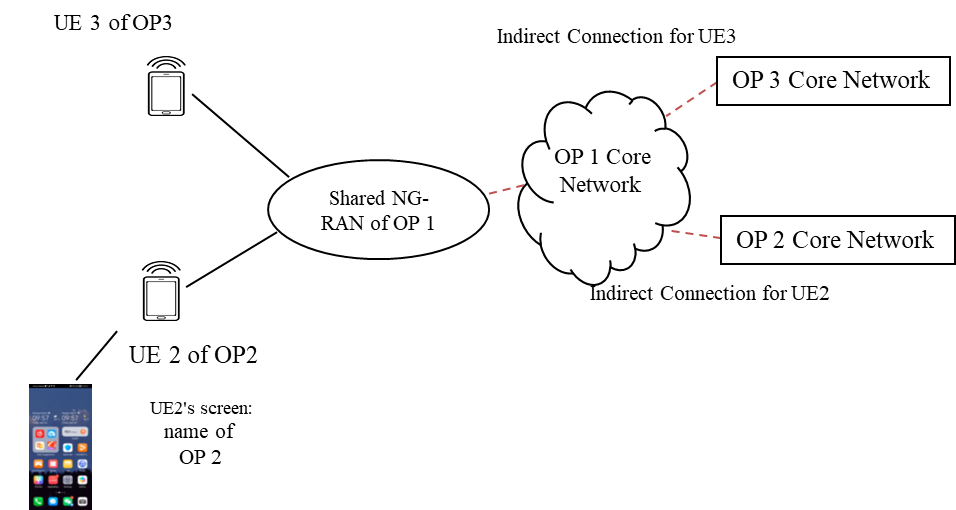 UE 3 of OP3
Indirect Connection for UE3
OP 3 Core Network
OP 1 Core
Network
Shared NG-
RAN of OP 1
OP 2 Core Network
Indirect Connection for UE2
UE 2 of OP2
UE2's screen:
name of
OP 2